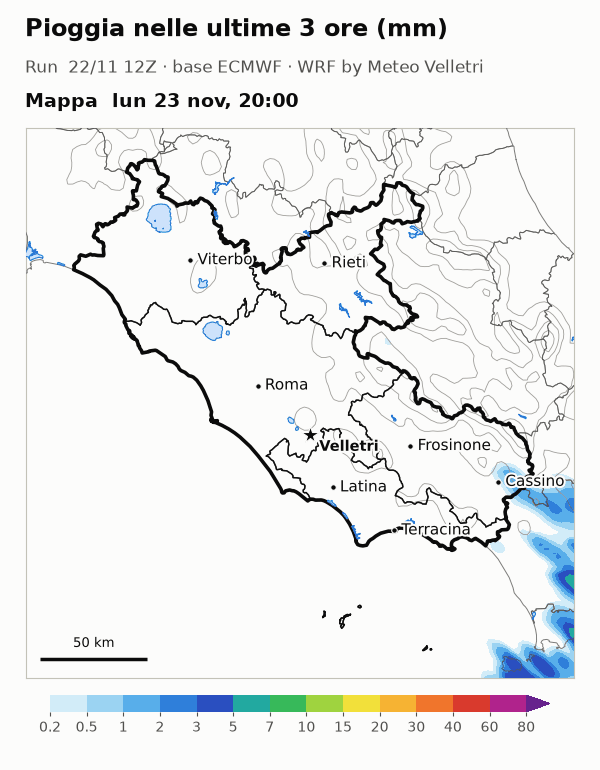 Pioggia nelle ultime 3 ore (mm)
Run  22/11 12Z · base ECMWF · WRF by Meteo Velletri
Mappa  lun 23 nov, 20:00
Viterbo
Rieti
Roma
Velletri
Frosinone
Cassino
Latina
Terracina
50 km
0.2 0.5 1 2 3 5 7 10 15 20 30 40 60 80